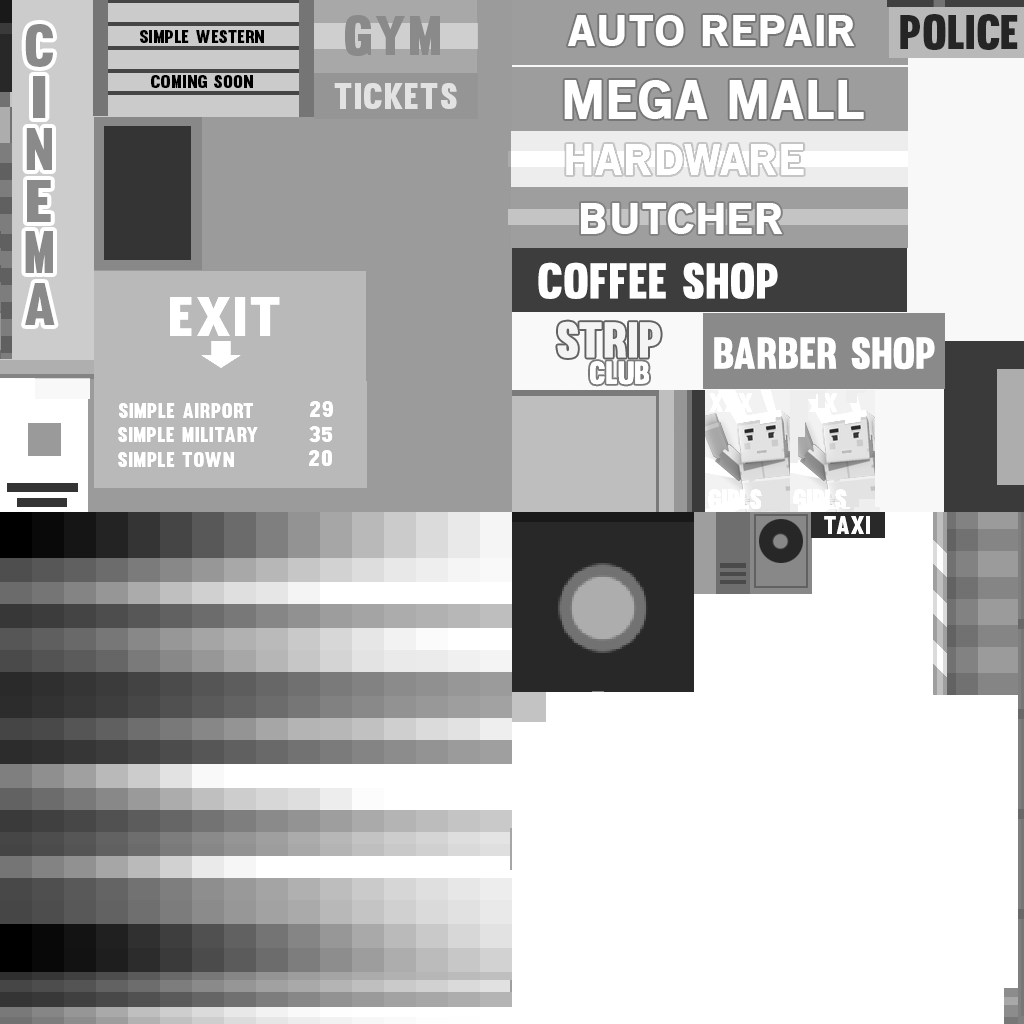 CINEMA
SIMPLE WESTERN
COMING SOON
GYM
TICKETS
EXIT
SIMPLE AIRPORT 29
SIMPLE MILITARY 35
SIMPLE TOWN 20
AUTO REPAIR
POLICE
MEGA MALL
HARDWARE
BUTCHER
COFFEE SHOP
STRIP
CLUB
BARBER SHOP
GIRLS GIRLS
TAXI